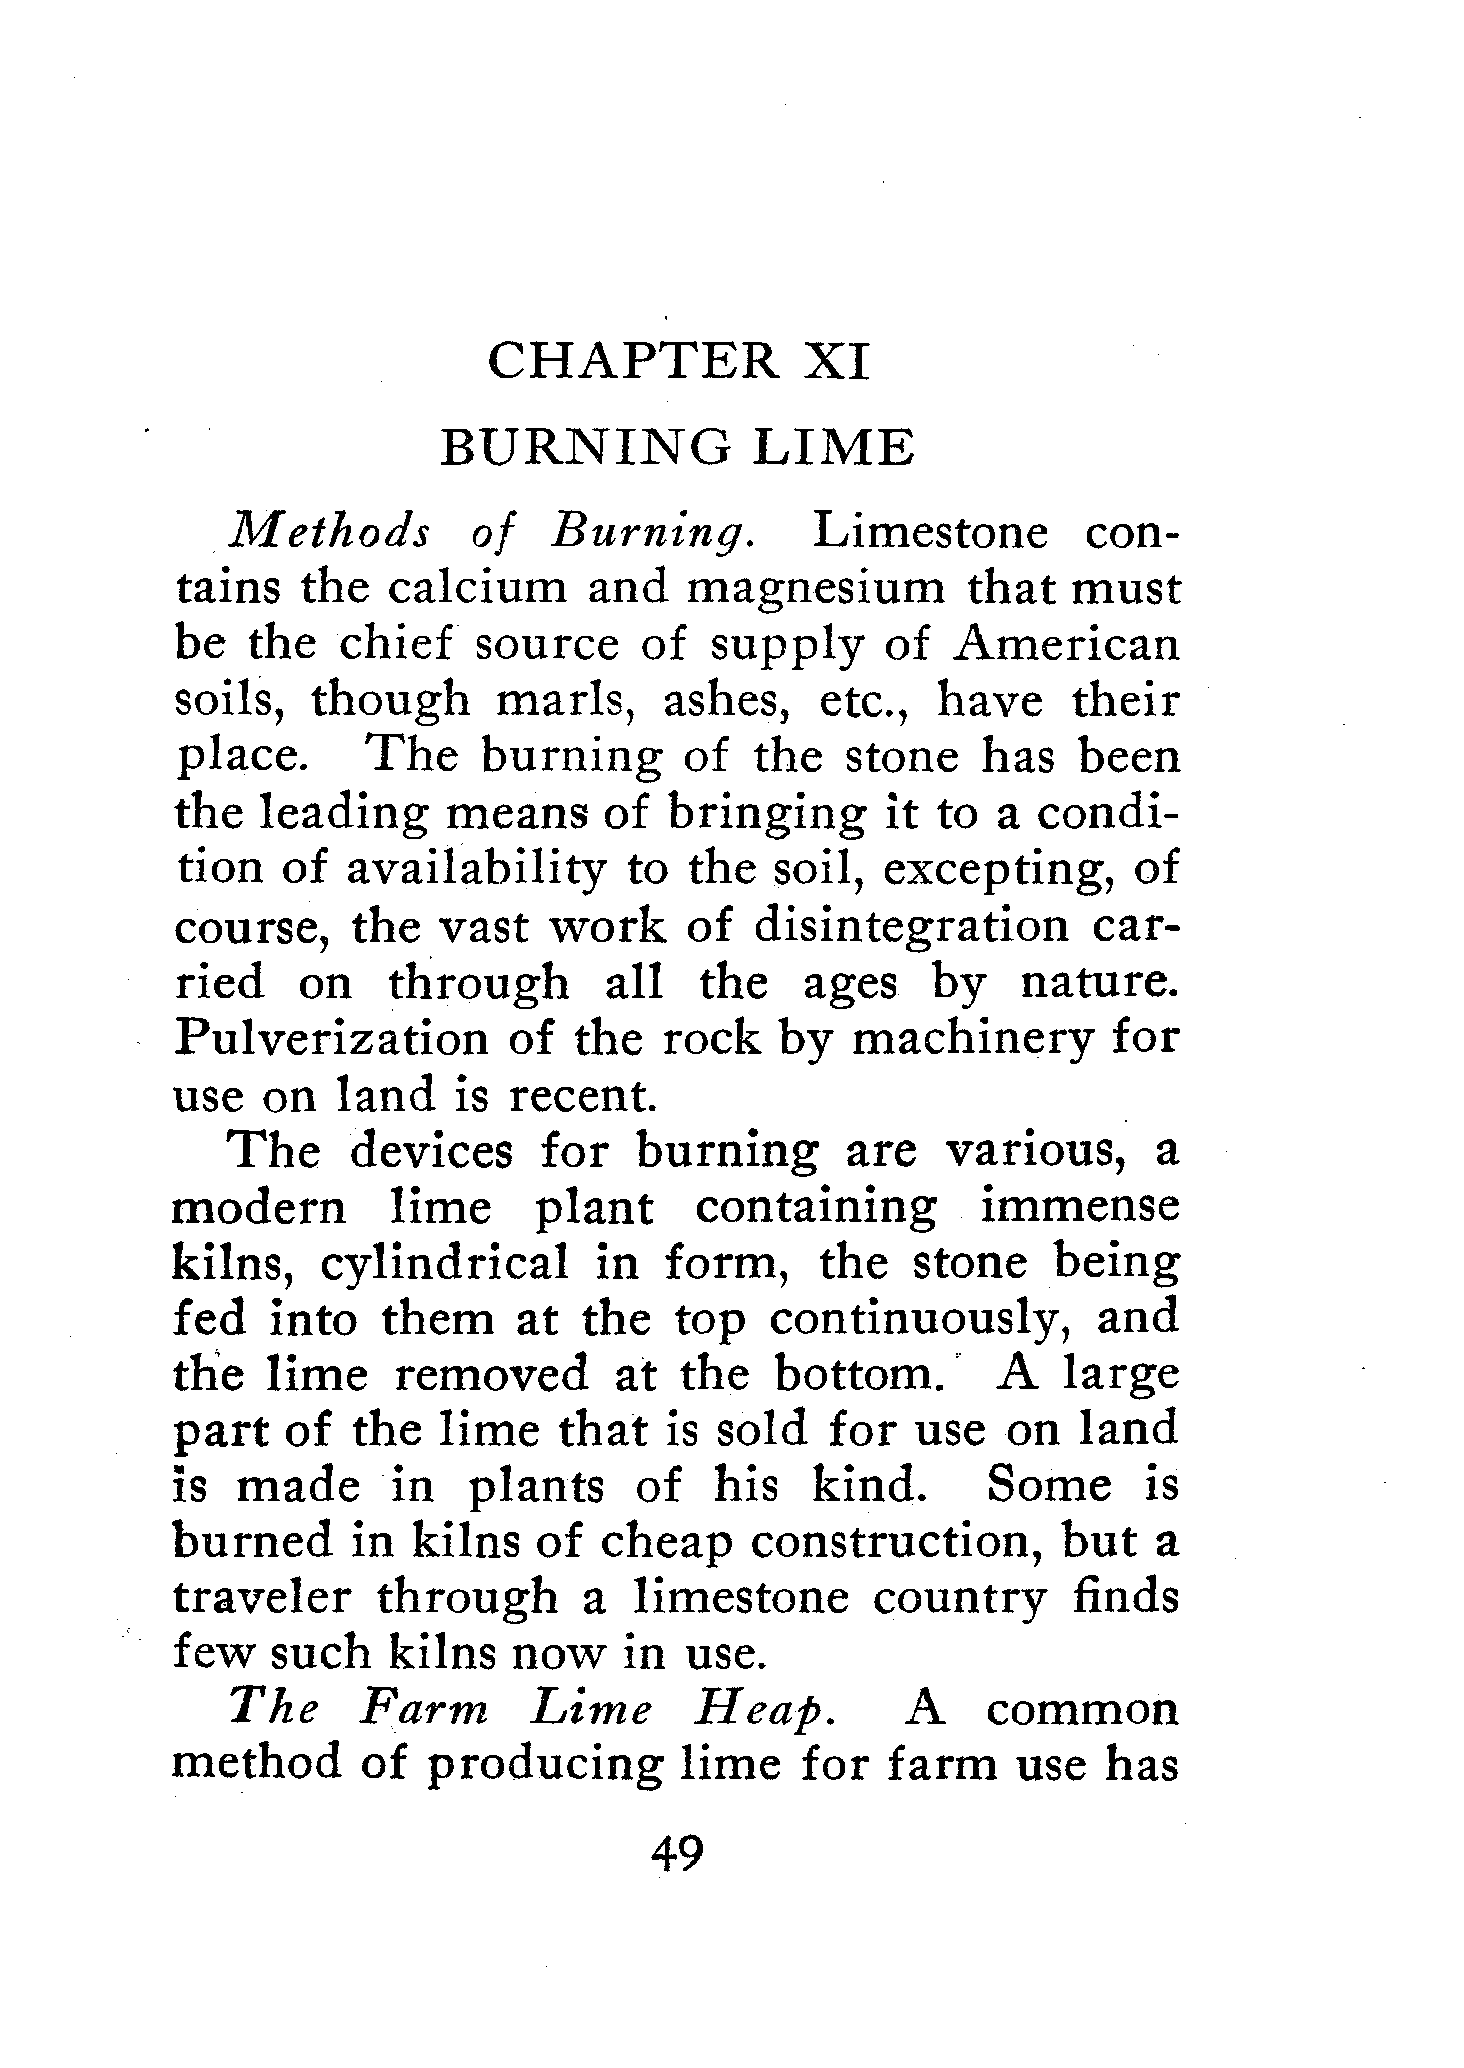 CHAPTER XI
BURNING LIME
Methods of Burning. Limestone con-
tains the calcium and magnesium that must
be the chief source of supply of American
soils, though marls, ashes, etc., have their
place. The burning of the stone has been
the leading means of bringing it to a condi-
tion of availability to the soil, excepting, of
course, the vast work of disintegration car-
ried on through all the ages by nature.
Pulverization of the rock by machinery for
use on land is recent.
The devices for burning are various, a
modern lime plant containing immense
kilns, cylindrical in form, the stone being
fed into them at the top continuously, and
the lime removed at the bottom. A large
part of the lime that is sold for use on land
is made in plants of his kind. Some is
burned in kilns of cheap construction, but a
traveler through a limestone country finds
few such kilns now in use.
The Farm Lime Heap. A common
method of producing lime for farm use has
49